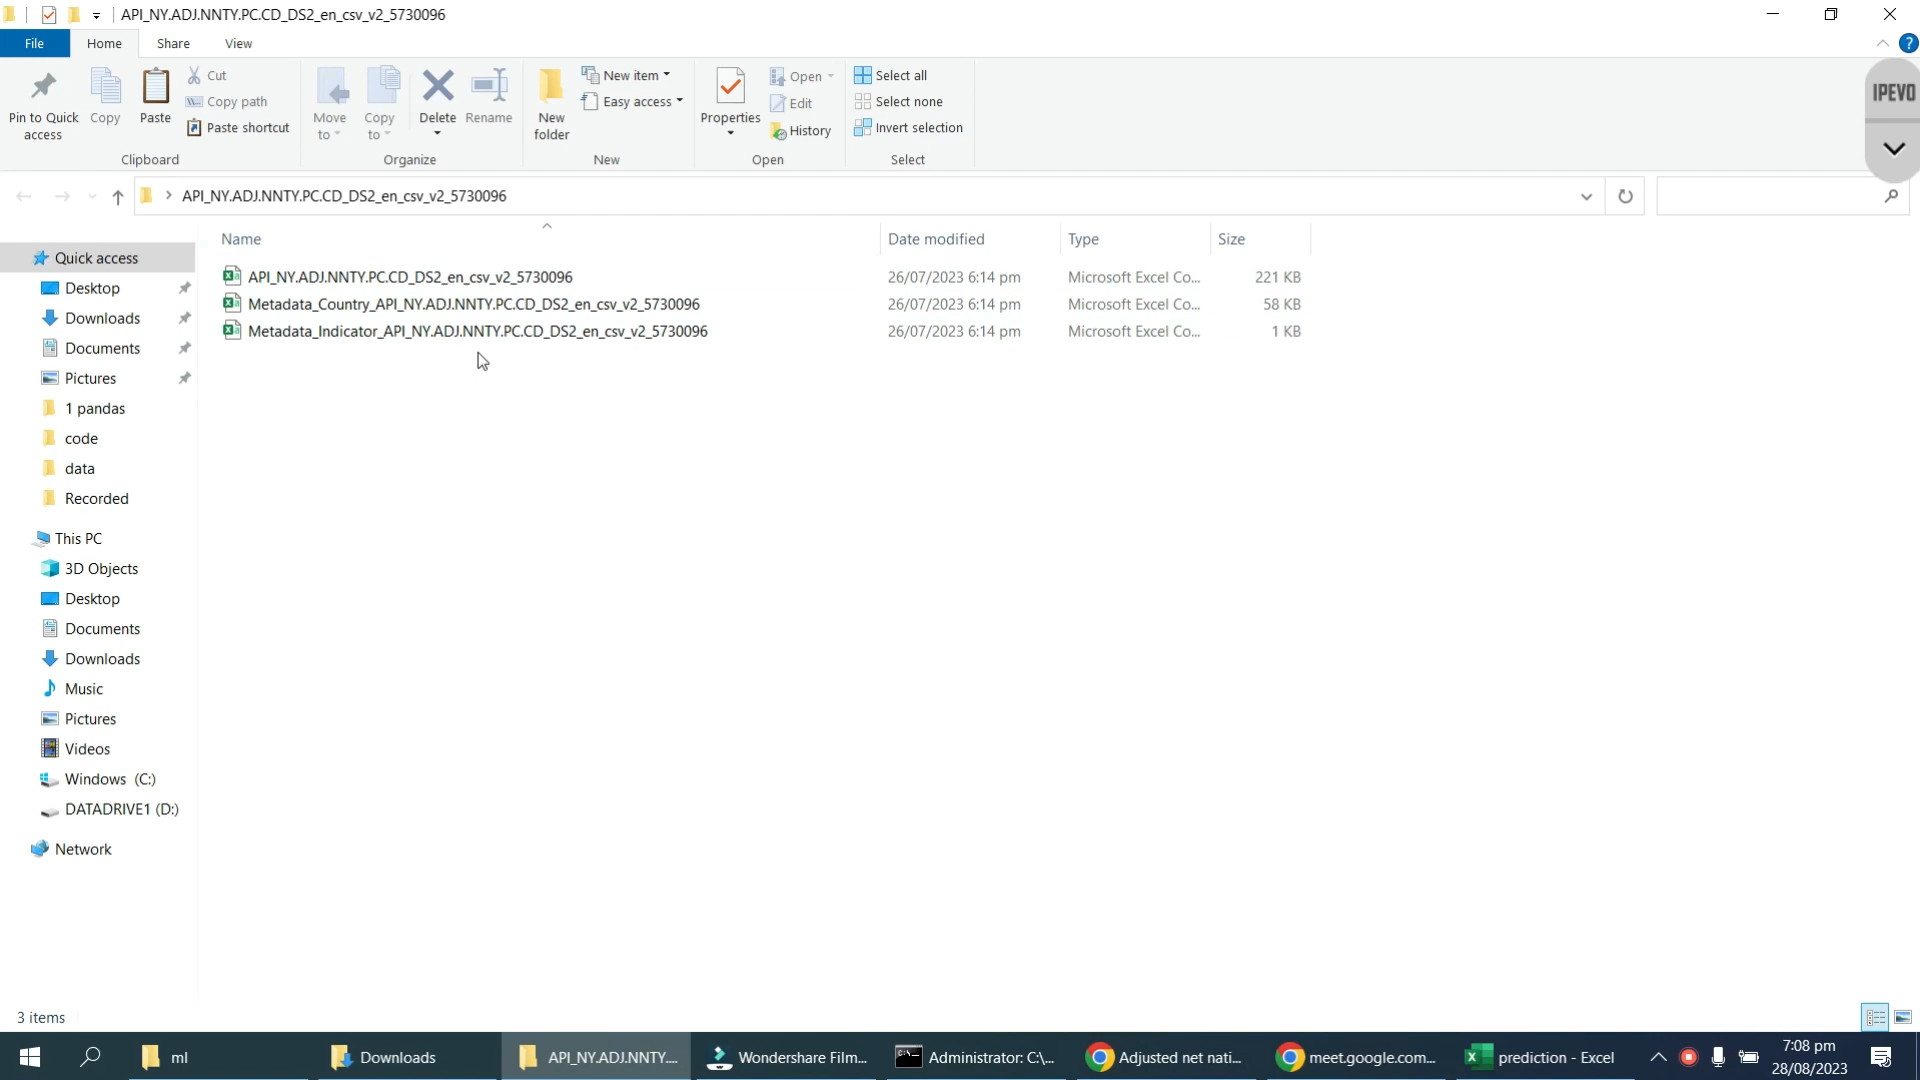 API_NY.ADJ.NNTY.PC.CD_DS2_en_csv_v2_5730096
File
Home
Share
View
?
Pin to Quick access
Copy
Paste
Cut
Copy path
Paste shortcut
Clipboard
Move to
Copy to
Delete
Rename
Organize
New folder
New item
Easy access
New
Properties
Open
Edit
History
Open
Select all
Select none
Invert selection
Select
IPEVO
API_NY.ADJ.NNTY.PC.CD_DS2_en_csv_v2_5730096
Name
Date modified
Type
Size
API_NY.ADJ.NNTY.PC.CD_DS2_en_csv_v2_5730096 26/07/2023 6:14 pm Microsoft Excel Co... 221 KB
Metadata_Country_API_NY.ADJ.NNTY.PC.CD_DS2_en_csv_v2_5730096 26/07/2023 6:14 pm Microsoft Excel Co... 58 KB
Metadata_Indicator_API_NY.ADJ.NNTY.PC.CD_DS2_en_csv_v2_5730096 26/07/2023 6:14 pm Microsoft Excel Co... 1 KB
Quick access
Desktop
Downloads
Documents
Pictures
1 pandas
code
data
Recorded
This PC
3D Objects
Desktop
Documents
Downloads
Music
Pictures
Videos
Windows (C:)
DATADRIVE1 (D:)
Network
3 items
ml
Downloads
API_NY.ADJ.NNTY....
Wondershare Film...
Administrator: C:\...
Adjusted net nati...
meet.google.com...
prediction - Excel
7:08 pm
28/08/2023